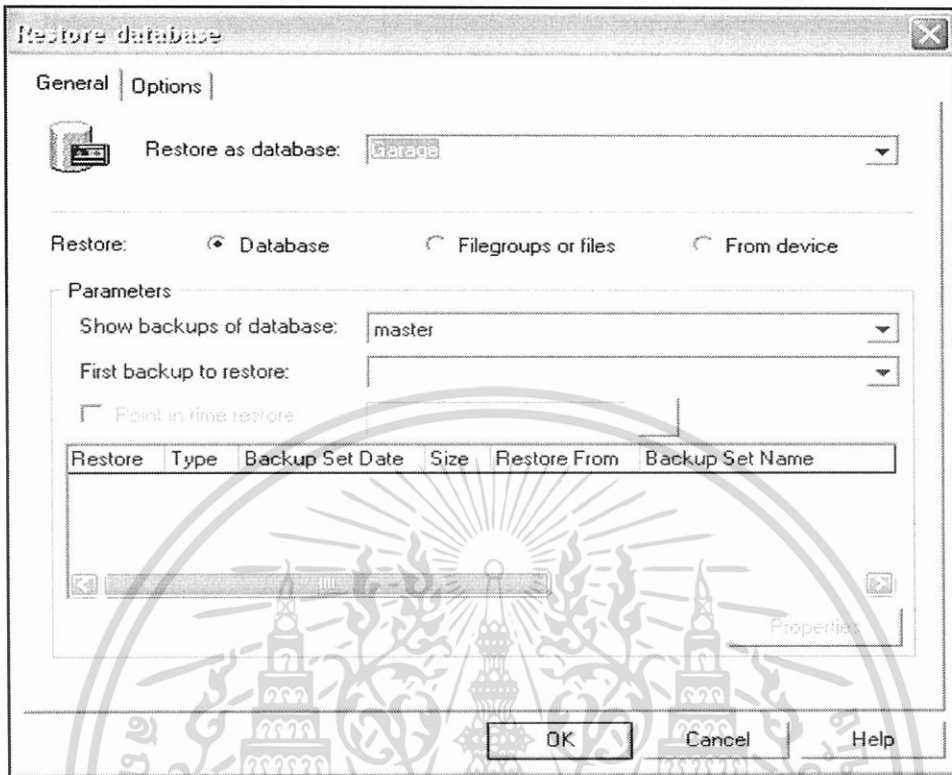 Restore database
General Options
Restore as database: Garage
Restore: Database Filegroups or files From device
Parameters
Show backups of database: master
First backup to restore:
Point in time restore:
Restore Type Backup Set Date Size Restore From Backup Set Name
Properties
OK Cancel Help